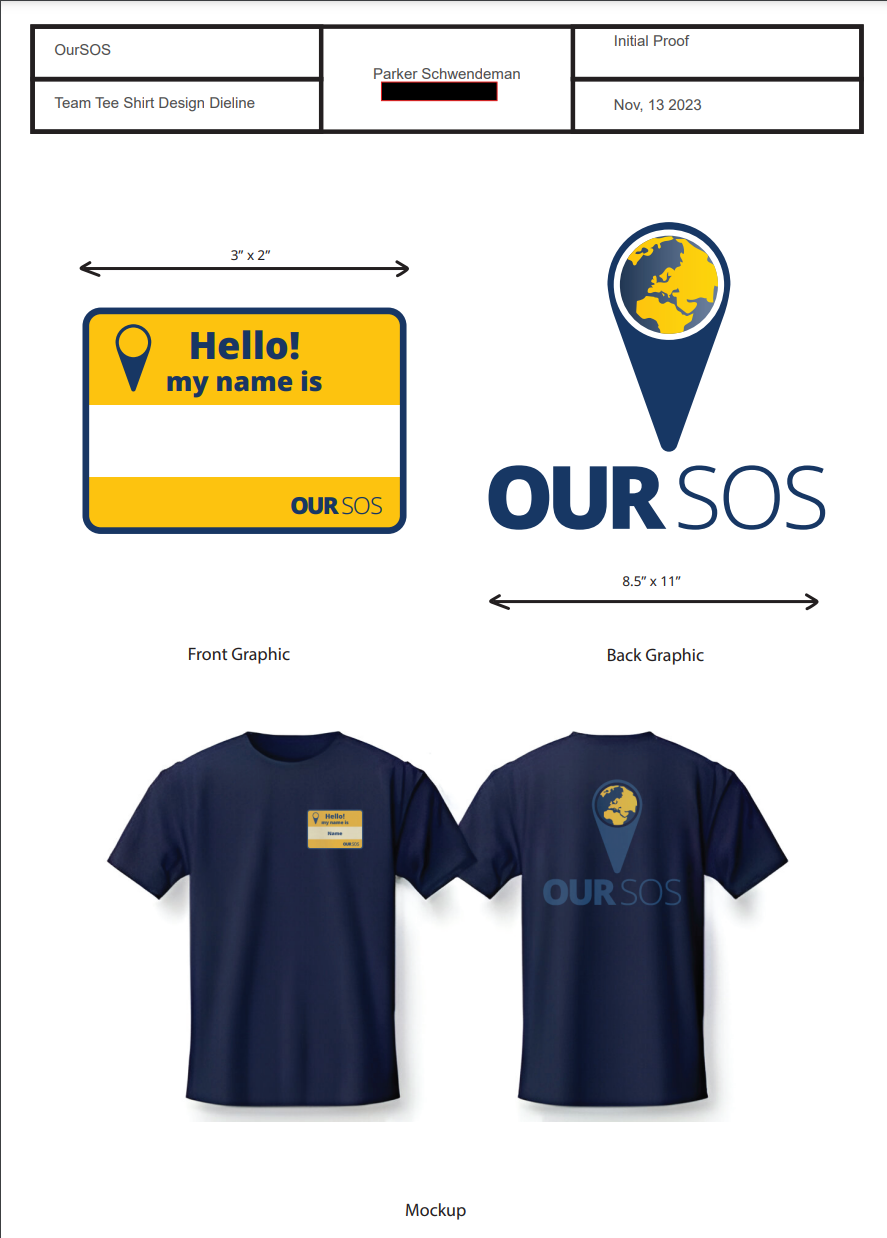 OurSOS
Team Tee Shirt Design Dieline
Parker Schwendeman
Initial Proof
Nov, 13 2023
3” x 2”
Hello!
my name is
OUR SOS
OUR SOS
8.5” x 11”
Front Graphic
Back Graphic
Hello!
my name is
Name
OUR SOS
OUR SOS
Mockup